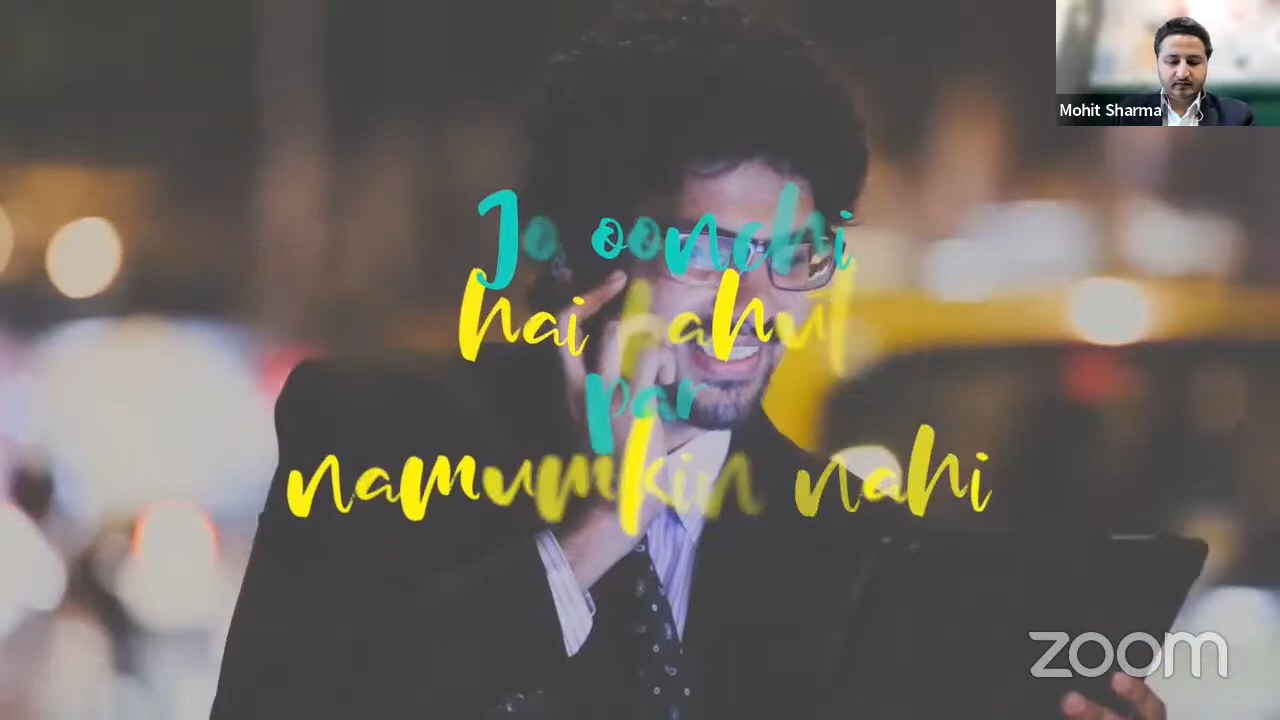 Mohit Sharma
Jo oonchi
hai bahut
par
namumkin nahi
zoom